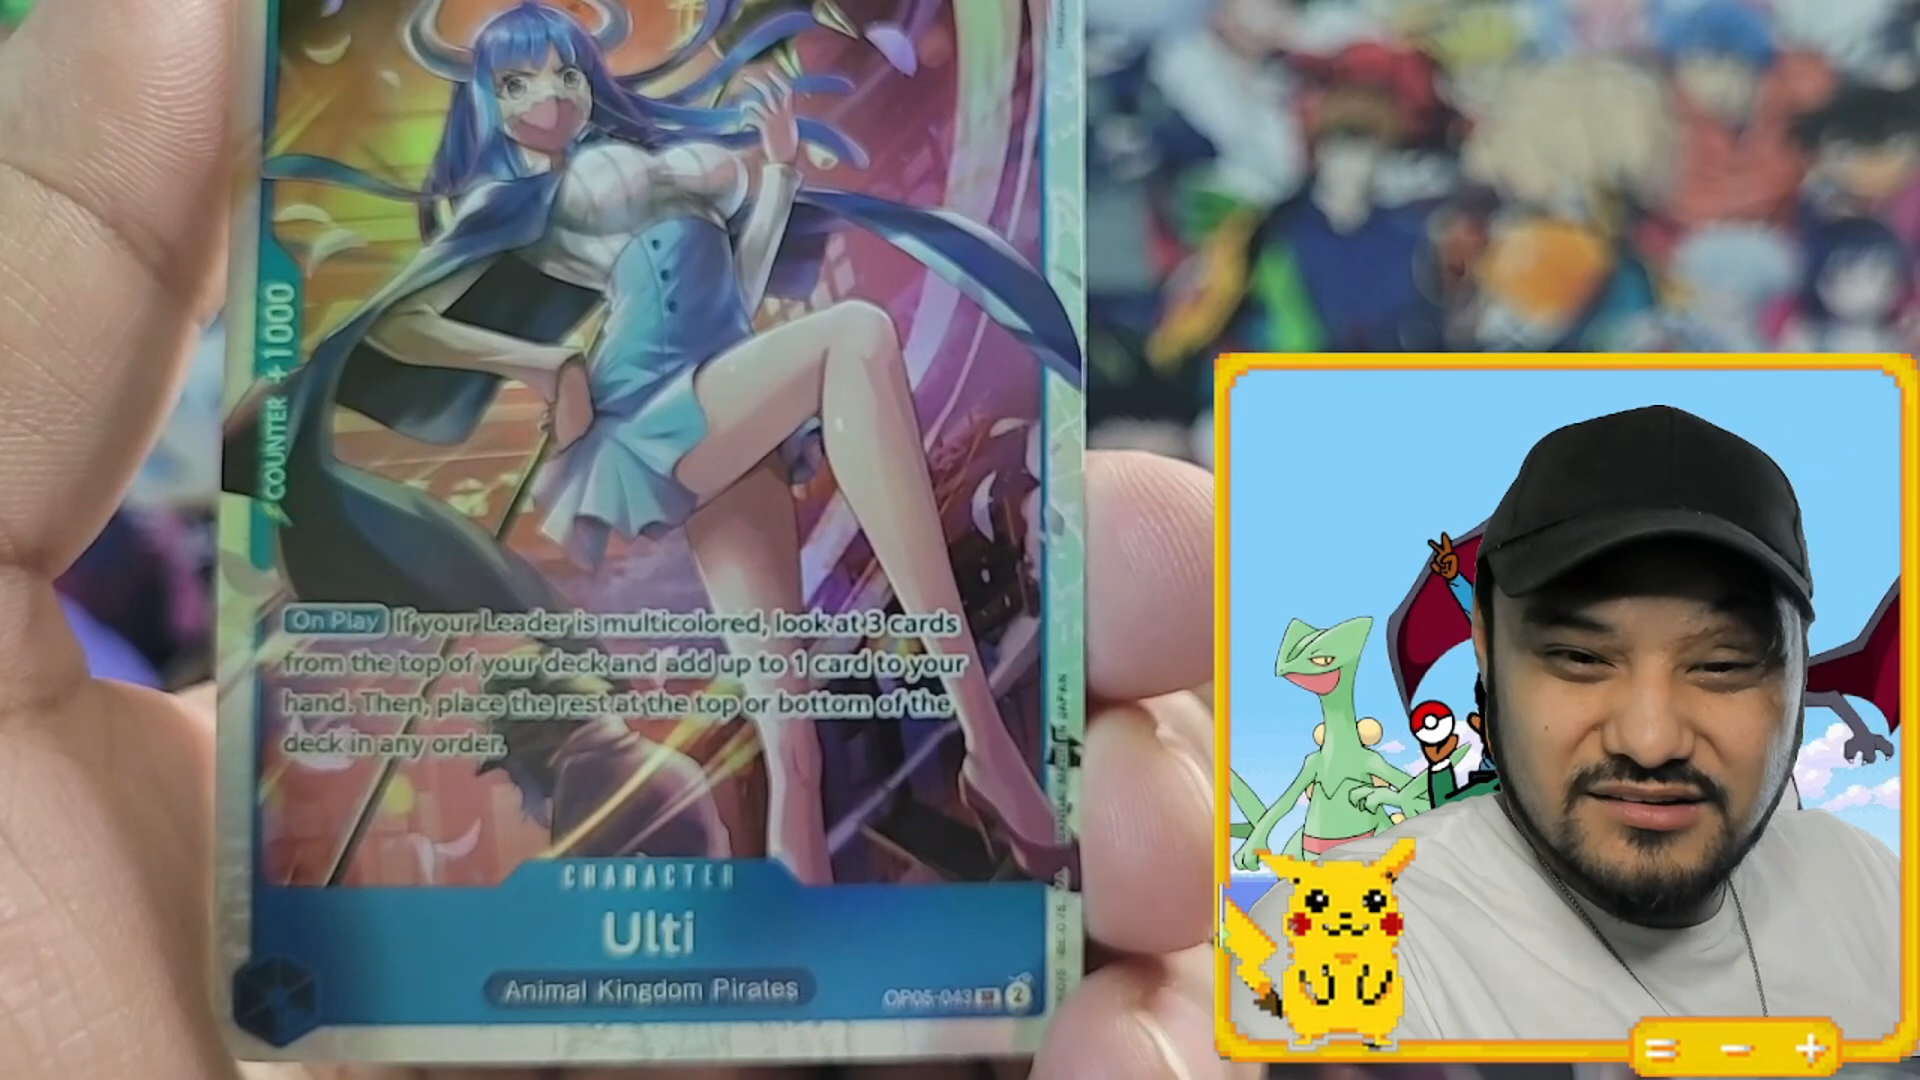 COUNTER +1000
On Play If your Leader is multicolored, look at 3 cards
from the top of your deck and add up to 1 card to your
hand. Then, place the rest at the top or bottom of the
deck in any order.
CHARACTER
Ulti
Animal Kingdom Pirates
OP05-043 SR 2